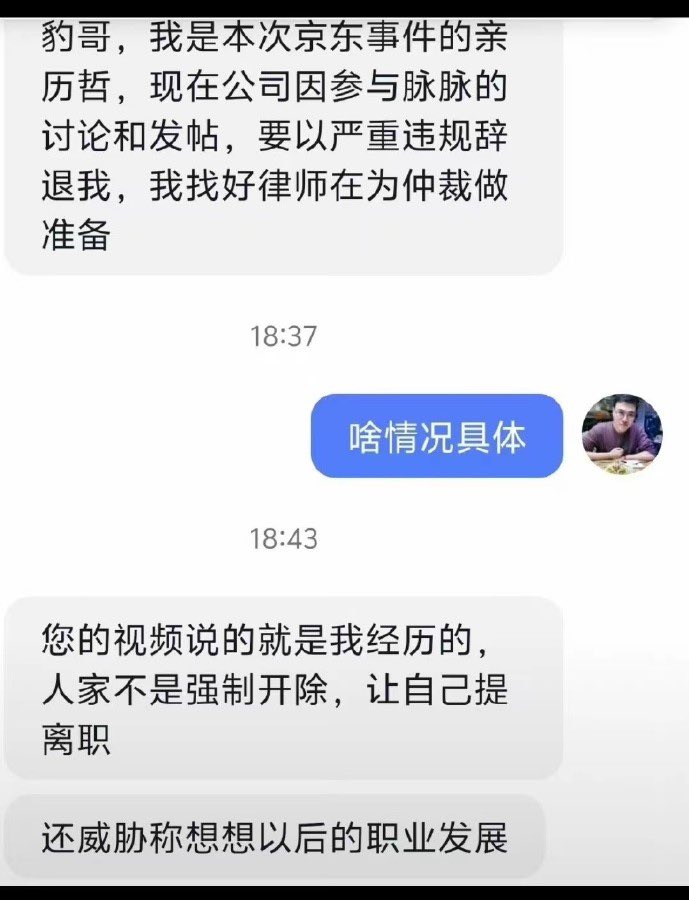 豹哥，我是本次京东事件的亲
历哲，现在公司因参与脉脉的
讨论和发帖，要以严重违规辞
退我，我找好律师在为仲裁做
准备
18:37
啥情况具体
18:43
您的视频说的就是我经历的，
人家不是强制开除，让自己提
离职
还威胁称想想以后的职业发展